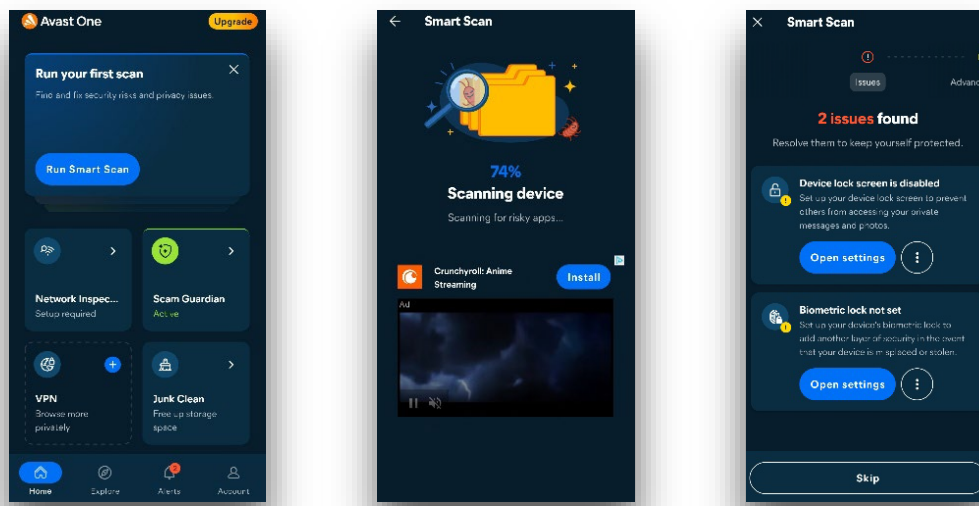 Avast One
Upgrade
Run your first scan
Find and fix security risks and privacy issues.
Run Smart Scan
Network Inspec...
Setup required
Scam Guardian
Active
VPN
Browse more
privately
Junk Clean
Free up storage
space
Home
Explore
Alerts
2
Account
Smart Scan
74%
Scanning device
Scanning for risky apps...
Crunchyroll: Anime
Streaming
Install
Ad
Smart Scan
Issues
Advanc
2 issues found
Resolve them to keep yourself protected.
Device lock screen is disabled
Set up your device lock screen to prevent
others from accessing your private
messages and photos.
Open settings
Biometric lock not set
Set up your device's biometric lock to
add another layer of security in the event
that your device is misplaced or stolen.
Open settings
Skip